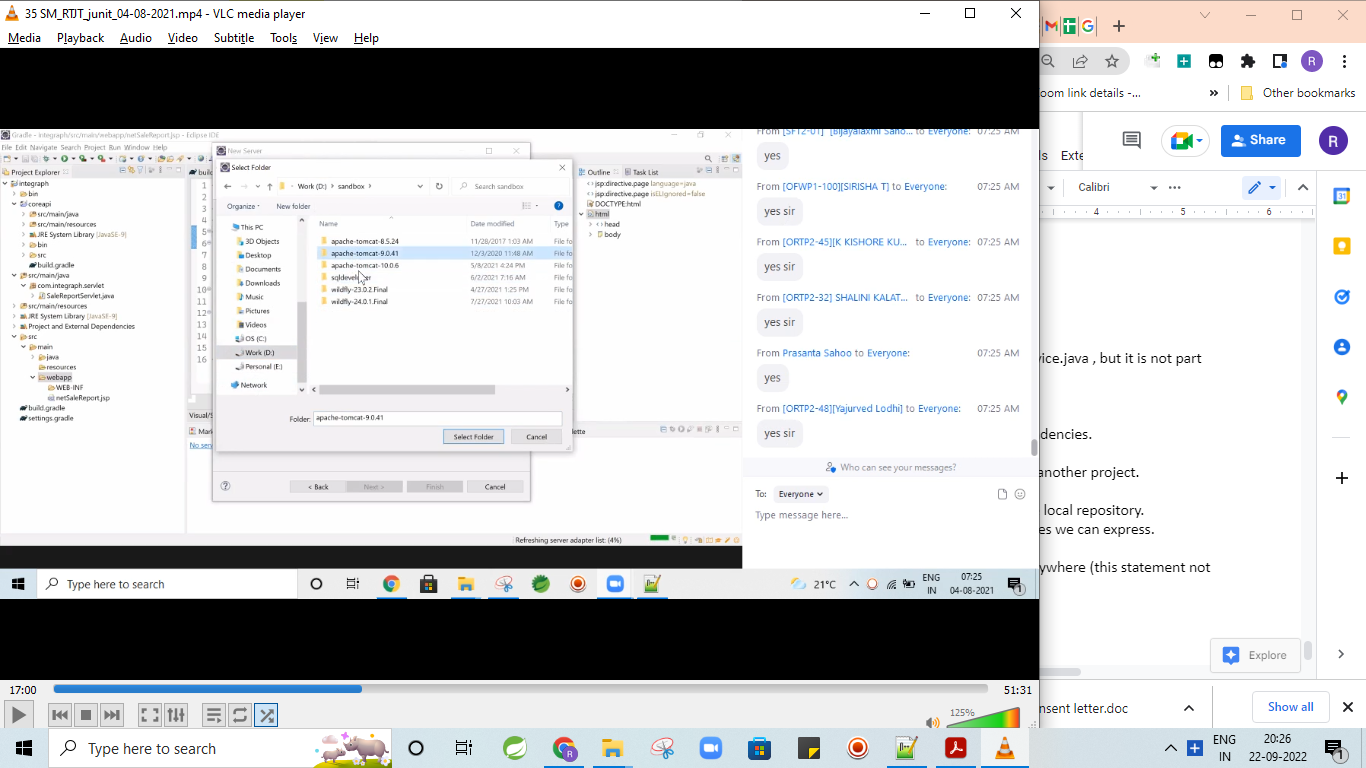 35 SM_RTJT_junit_04-08-2021.mp4 - VLC media player
Media Playback Audio Video Subtitle Tools View Help
Gradle - integraph/src/main/webapp/netSaleReport.jsp - Eclipse IDE
File Edit Navigate Search Project Run Window Help
Project Explorer
integraph
bin
coreapi
src/main/java
src/main/resources
JRE System Library [JavaSE-9]
bin
src
build.gradle
src/main/java
com.integraph.servlet
SaleReportServlet.java
src/main/resources
JRE System Library [JavaSE-9]
Project and External Dependencies
src
main
java
resources
webapp
WEB-INF
netSaleReport.jsp
build.gradle
settings.gradle
New Server
Select Folder
Work (D:) › sandbox ›
Search sandbox
Organize New folder
This PC
3D Objects
Desktop
Documents
Downloads
Music
Pictures
Videos
OS (C:)
Work (D:)
Personal (E:)
Network
Name Date modified Type
apache-tomcat-8.5.24 11/28/2017 1:03 AM File fo
apache-tomcat-9.0.41 12/3/2020 11:48 AM File fo
apache-tomcat-10.0.6 5/8/2021 4:24 PM File fo
sqldeveloper 6/2/2021 7:16 AM File fo
wildfly-23.0.2.Final 4/27/2021 1:25 PM File fo
wildfly-24.0.1.Final 7/27/2021 10:03 AM File fo
Folder: apache-tomcat-9.0.41
Select Folder Cancel
< Back Next > Finish Cancel
Outline Task List
jsp.directive.page language=java
jsp.directive.page isELIgnored=false
DOCTYPE:html
html
head
body
Refreshing server adapter list: (4%)
From [SFT2-01] [Bijayalaxmi Saho... to Everyone: 07:25 AM
yes
From [OFWP1-100][SIRISHA T] to Everyone: 07:25 AM
yes sir
From [ORTP2-45][K KISHORE KU... to Everyone: 07:25 AM
yes sir
From [ORTP2-32] SHALINI KALAT... to Everyone: 07:25 AM
yes sir
From Prasanta Sahoo to Everyone: 07:25 AM
yes
From [ORTP2-48][Yajurved Lodhi] to Everyone: 07:25 AM
yes sir
Who can see your messages?
To: Everyone
Type message here...
Type here to search
21°C
ENG
IN
07:25
04-08-2021
17:00
51:31
125%
oom link details -...
»
Other bookmarks
R
ls Exte
Share
R
Calibri
4 5 6
vice.java , but it is not part
dencies.
another project.
local repository.
es we can express.
ywhere (this statement not
Explore
nsent letter.doc
Show all
Type here to search
ENG
IN
20:26
22-09-2022